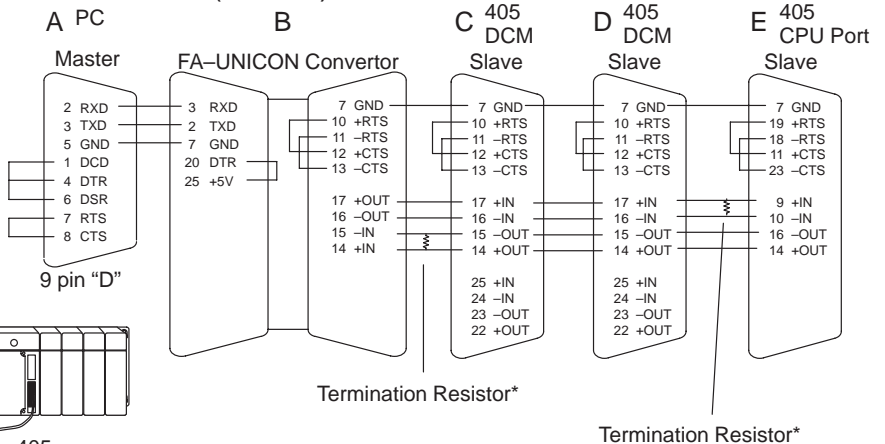 A PC
Master
2 RXD
3 TXD
5 GND
1 DCD
4 DTR
6 DSR
7 RTS
8 CTS
9 pin “D”
B
FA–UNICON Convertor
3 RXD
2 TXD
7 GND
20 DTR
25 +5V
7 GND
10 +RTS
11 –RTS
12 +CTS
13 –CTS
17 +OUT
16 –OUT
15 –IN
14 +IN
C 405
DCM
Slave
7 GND
10 +RTS
11 –RTS
12 +CTS
13 –CTS
17 +IN
16 –IN
15 –OUT
14 +OUT
25 +IN
24 –IN
23 –OUT
22 +OUT
D 405
DCM
Slave
7 GND
10 +RTS
11 –RTS
12 +CTS
13 –CTS
17 +IN
16 –IN
15 –OUT
14 +OUT
25 +IN
24 –IN
23 –OUT
22 +OUT
E 405
CPU Port
Slave
7 GND
19 +RTS
18 –RTS
11 +CTS
23 –CTS
9 +IN
10 –IN
16 –OUT
14 +OUT
Termination Resistor*
Termination Resistor*
405